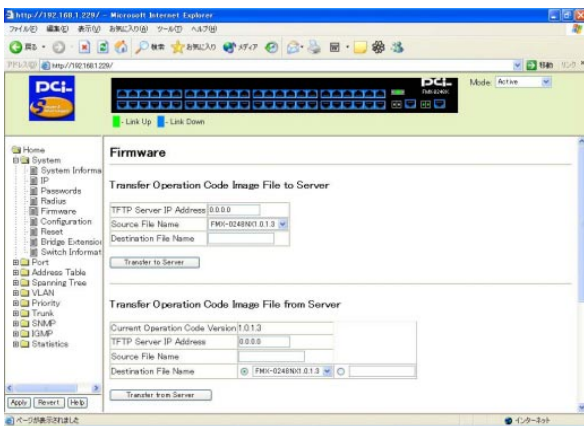 http://192.168.1.229/ - Microsoft Internet Explorer
ファイル(F) 編集(E) 表示(V) お気に入り(A) ツール(T) ヘルプ(H)
戻る 検索 お気に入り メディア
アドレス(D) http://192.168.1.229/ 移動 リンク
PCi
PCi
Mode: Active
- Link Up - Link Down
Home
System
System Informa
IP
Passwords
Radius
Firmware
Configuration
Reset
Bridge Extension
Switch Informat
Port
Address Table
Spanning Tree
VLAN
Priority
Trunk
SNMP
IGMP
Statistics
Apply Revert Help
Firmware
Transfer Operation Code Image File to Server
TFTP Server IP Address 0.0.0.0
Source File Name FMX-0248NX1.0.1.3
Destination File Name
Transfer to Server
Transfer Operation Code Image File from Server
Current Operation Code Version 1.0.1.3
TFTP Server IP Address 0.0.0.0
Source File Name
Destination File Name FMX-0248NX1.0.1.3
Transfer from Server
ページが表示されました インターネット